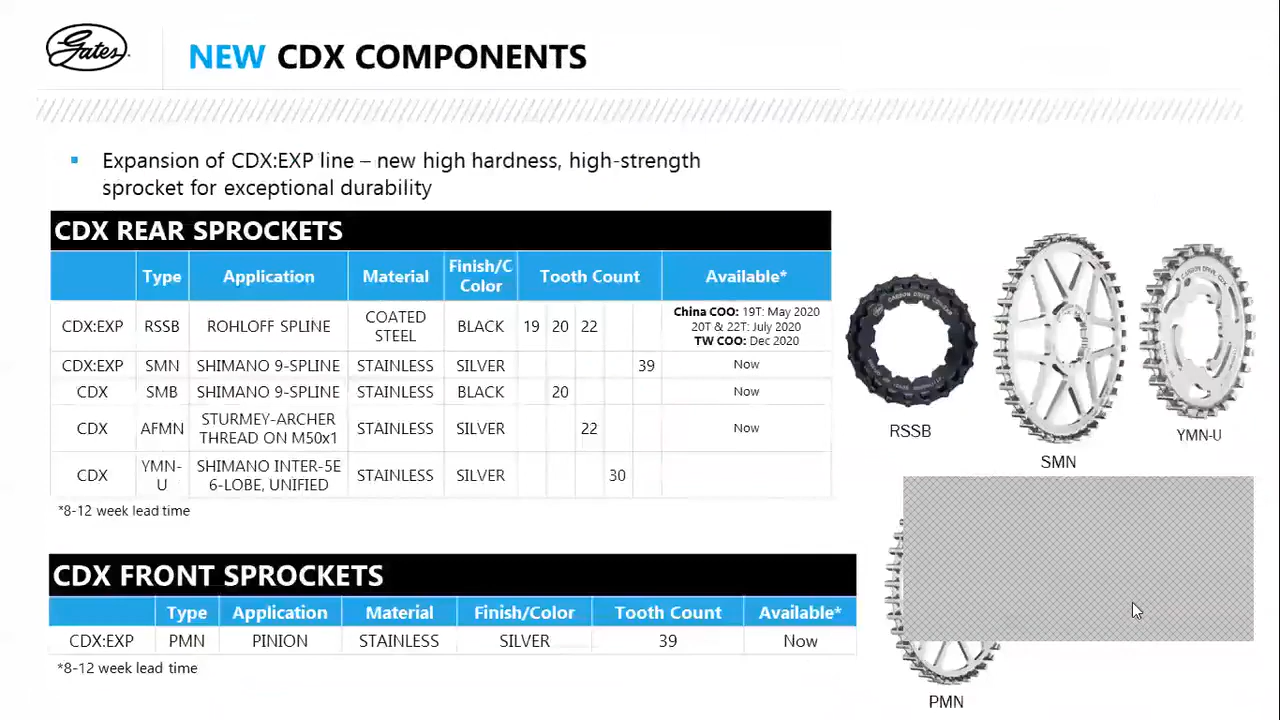 Gates
NEW CDX COMPONENTS
Expansion of CDX:EXP line – new high hardness, high-strength
sprocket for exceptional durability
CDX REAR SPROCKETS
Type Application Material Finish/C Color Tooth Count Available*
CDX:EXP RSSB ROHLOFF SPLINE COATED STEEL BLACK 19 20 22 China COO: 19T: May 2020
20T & 22T: July 2020
TW COO: Dec 2020
CDX:EXP SMN SHIMANO 9-SPLINE STAINLESS SILVER 39 Now
CDX SMB SHIMANO 9-SPLINE STAINLESS BLACK 20 Now
CDX AFMN STURMEY-ARCHER THREAD ON M50x1 STAINLESS SILVER 22 Now
CDX YMN-U SHIMANO INTER-5E 6-LOBE, UNIFIED STAINLESS SILVER 30
*8-12 week lead time
RSSB
SMN
YMN-U
CDX FRONT SPROCKETS
Type Application Material Finish/Color Tooth Count Available*
CDX:EXP PMN PINION STAINLESS SILVER 39 Now
*8-12 week lead time
PMN